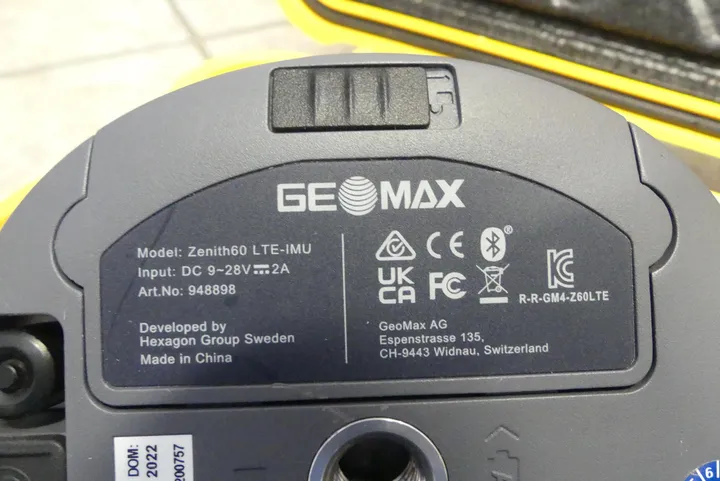 GEOMAX
Model: Zenith60 LTE-IMU
Input: DC 9~28V⎓2A
Art.No: 948898
Developed by
Hexagon Group Sweden
Made in China
CE
UK
CA
FC
R-R-GM4-Z60LTE
GeoMax AG
Espenstrasse 135,
CH-9443 Widnau, Switzerland
DOM:
2022
200757